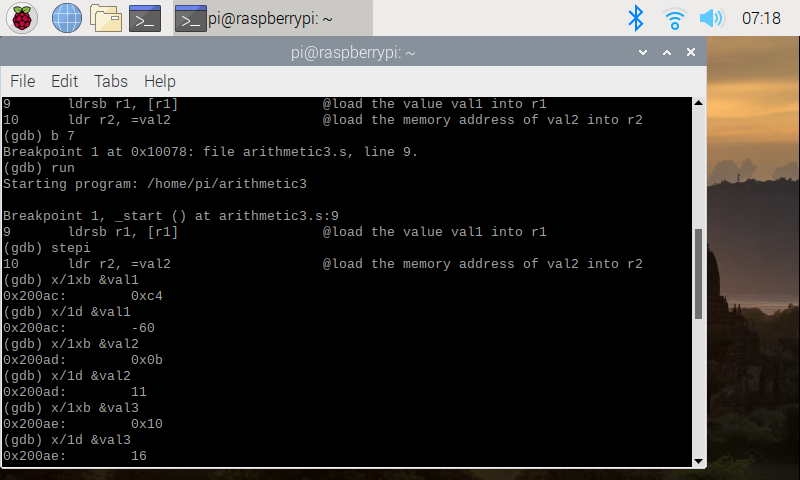 pi@raspberrypi: ~
07:18
pi@raspberrypi: ~
File Edit Tabs Help
9       ldrsb r1, [r1]                  @load the value val1 into r1
10      ldr r2, =val2                   @load the memory address of val2 into r2
(gdb) b 7
Breakpoint 1 at 0x10078: file arithmetic3.s, line 9.
(gdb) run
Starting program: /home/pi/arithmetic3
Breakpoint 1, _start () at arithmetic3.s:9
9       ldrsb r1, [r1]                  @load the value val1 into r1
(gdb) stepi
10      ldr r2, =val2                   @load the memory address of val2 into r2
(gdb) x/1xb &val1
0x200ac:        0xc4
(gdb) x/1d &val1
0x200ac:        -60
(gdb) x/1xb &val2
0x200ad:        0x0b
(gdb) x/1d &val2
0x200ad:        11
(gdb) x/1xb &val3
0x200ae:        0x10
(gdb) x/1d &val3
0x200ae:        16